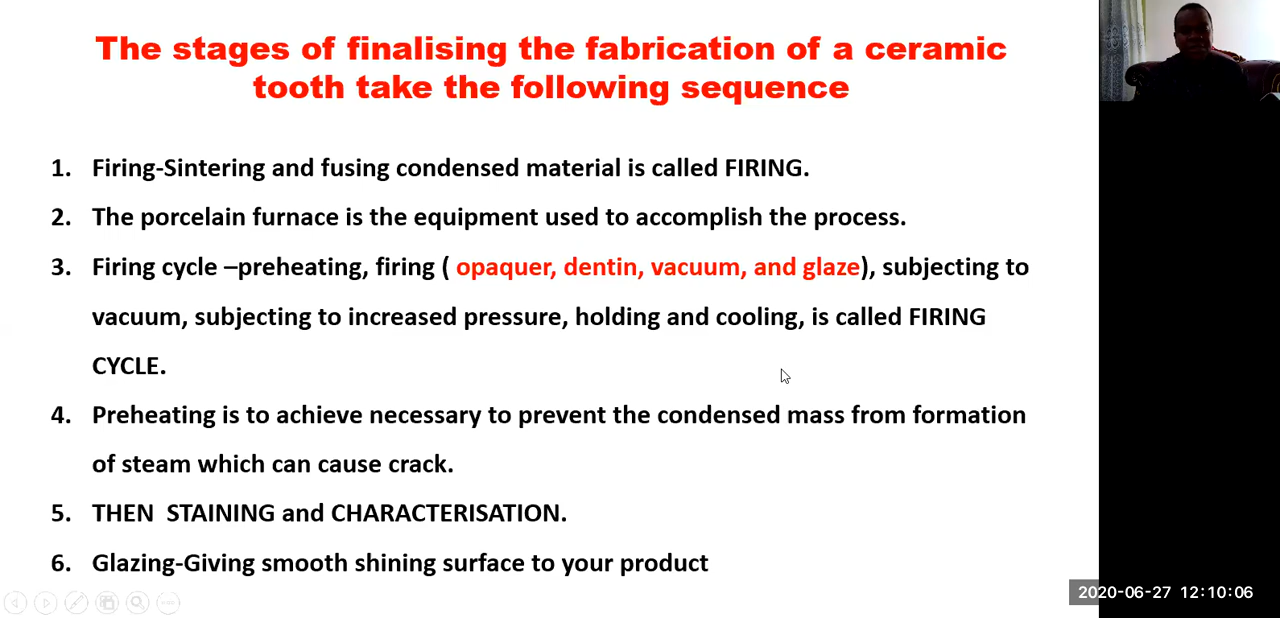 The stages of finalising the fabrication of a ceramic
tooth take the following sequence
1. Firing-Sintering and fusing condensed material is called FIRING.
2. The porcelain furnace is the equipment used to accomplish the process.
3. Firing cycle –preheating, firing ( opaquer, dentin, vacuum, and glaze), subjecting to
vacuum, subjecting to increased pressure, holding and cooling, is called FIRING
CYCLE.
4. Preheating is to achieve necessary to prevent the condensed mass from formation
of steam which can cause crack.
5. THEN STAINING and CHARACTERISATION.
6. Glazing-Giving smooth shining surface to your product
2020-06-27 12:10:06